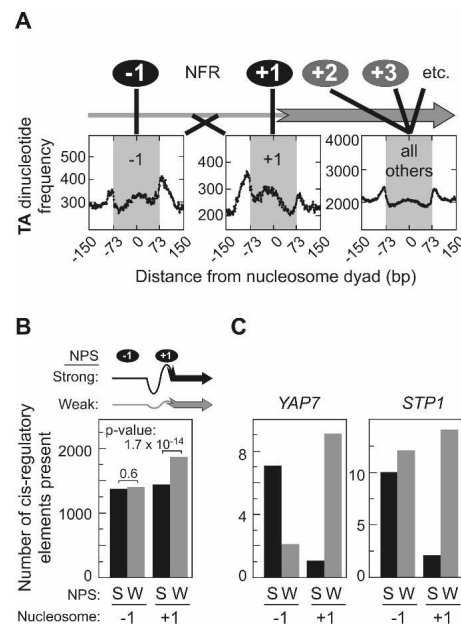 A
-1 NFR +1 +2 +3 etc.
TA dinucleotide
frequency
500
400
300
-1
-150 -73 0 73 150
500
400
300
200
+1
-150 -73 0 73 150
4000
3000
2000
all
others
-150 -73 0 73 150
Distance from nucleosome dyad (bp)
B
NPS -1 +1
Strong:
Weak:
p-value:
1.7 x 10-14
0.6
Number of cis-regulatory
elements present
2000
1000
0
NPS: S W S W
Nucleosome: -1 +1
C
YAP7
8
6
4
2
0
S W S W
-1 +1
STP1
10
5
0
S W S W
-1 +1